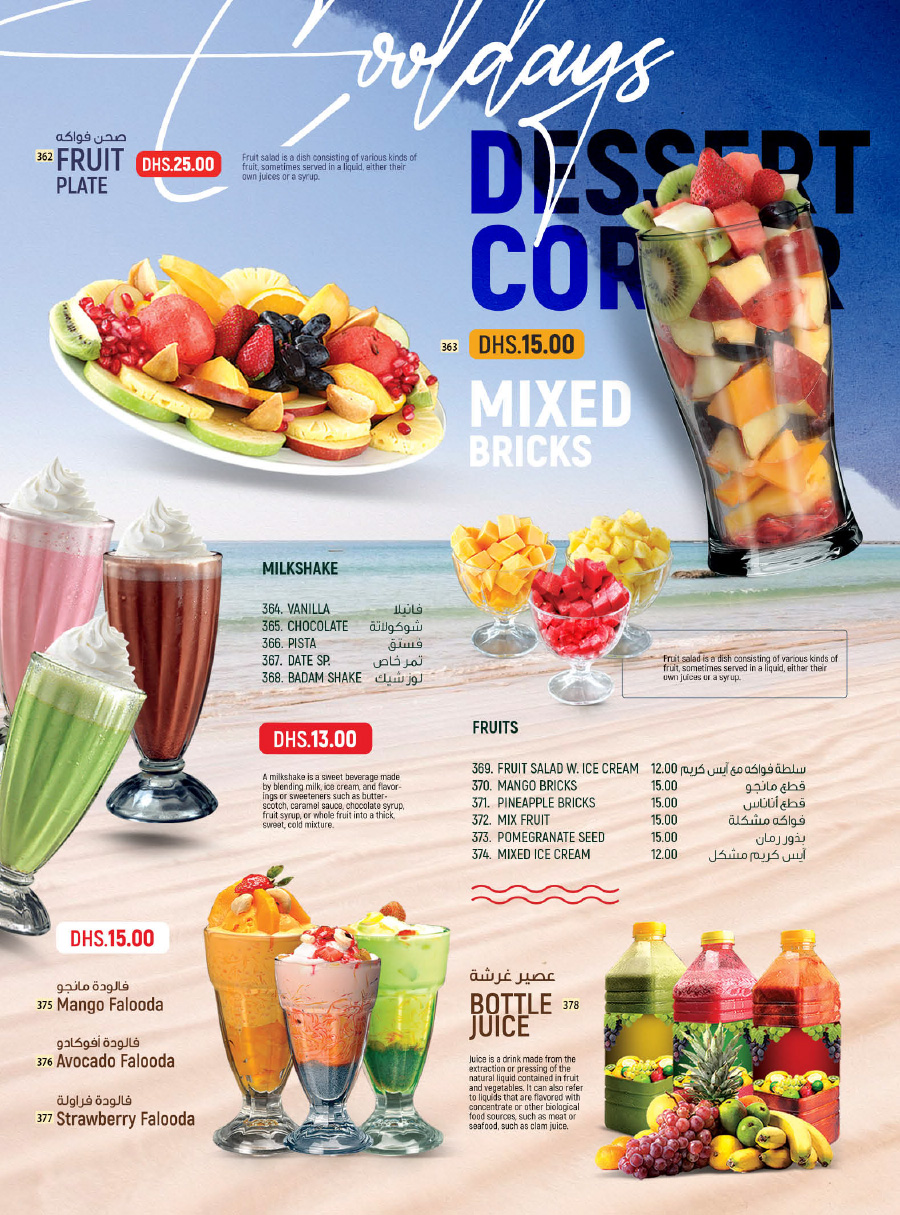 Cooldays
DESSERT
CORNER
صحن فواكه
362 FRUIT DHS.25.00
PLATE
Fruit salad is a dish consisting of various kinds of
fruit, sometimes served in a liquid, either their
own juices or a syrup.
363 DHS.15.00
MIXED
BRICKS
MILKSHAKE
364. VANILLA فانيلا
365. CHOCOLATE شوكولاتة
366. PISTA فستق
367. DATE SP. تمر خاص
368. BADAM SHAKE لوز شيك
DHS.13.00
A milkshake is a sweet beverage made
by blending milk, ice cream, and flavor-
ings or sweeteners such as butter-
scotch, caramel sauce, chocolate syrup,
fruit syrup, or whole fruit into a thick,
sweet, cold mixture.
Fruit salad is a dish consisting of various kinds of
fruit, sometimes served in a liquid, either their
own juices or a syrup.
FRUITS
369. FRUIT SALAD W. ICE CREAM 12.00 سلطة فواكه مع آيس كريم
370. MANGO BRICKS 15.00 قطع مانجو
371. PINEAPPLE BRICKS 15.00 قطع أناناس
372. MIX FRUIT 15.00 فواكه مشكلة
373. POMEGRANATE SEED 15.00 بذور رمان
374. MIXED ICE CREAM 12.00 آيس كريم مشكل
DHS.15.00
فالودة مانجو
375 Mango Falooda
فالودة أفوكادو
376 Avocado Falooda
فالودة فراولة
377 Strawberry Falooda
عصير غرشة
BOTTLE 378
JUICE
Juice is a drink made from the
extraction or pressing of the
natural liquid contained in fruit
and vegetables. It can also refer
to liquids that are flavored with
concentrate or other biological
food sources, such as meat or
seafood, such as clam juice.